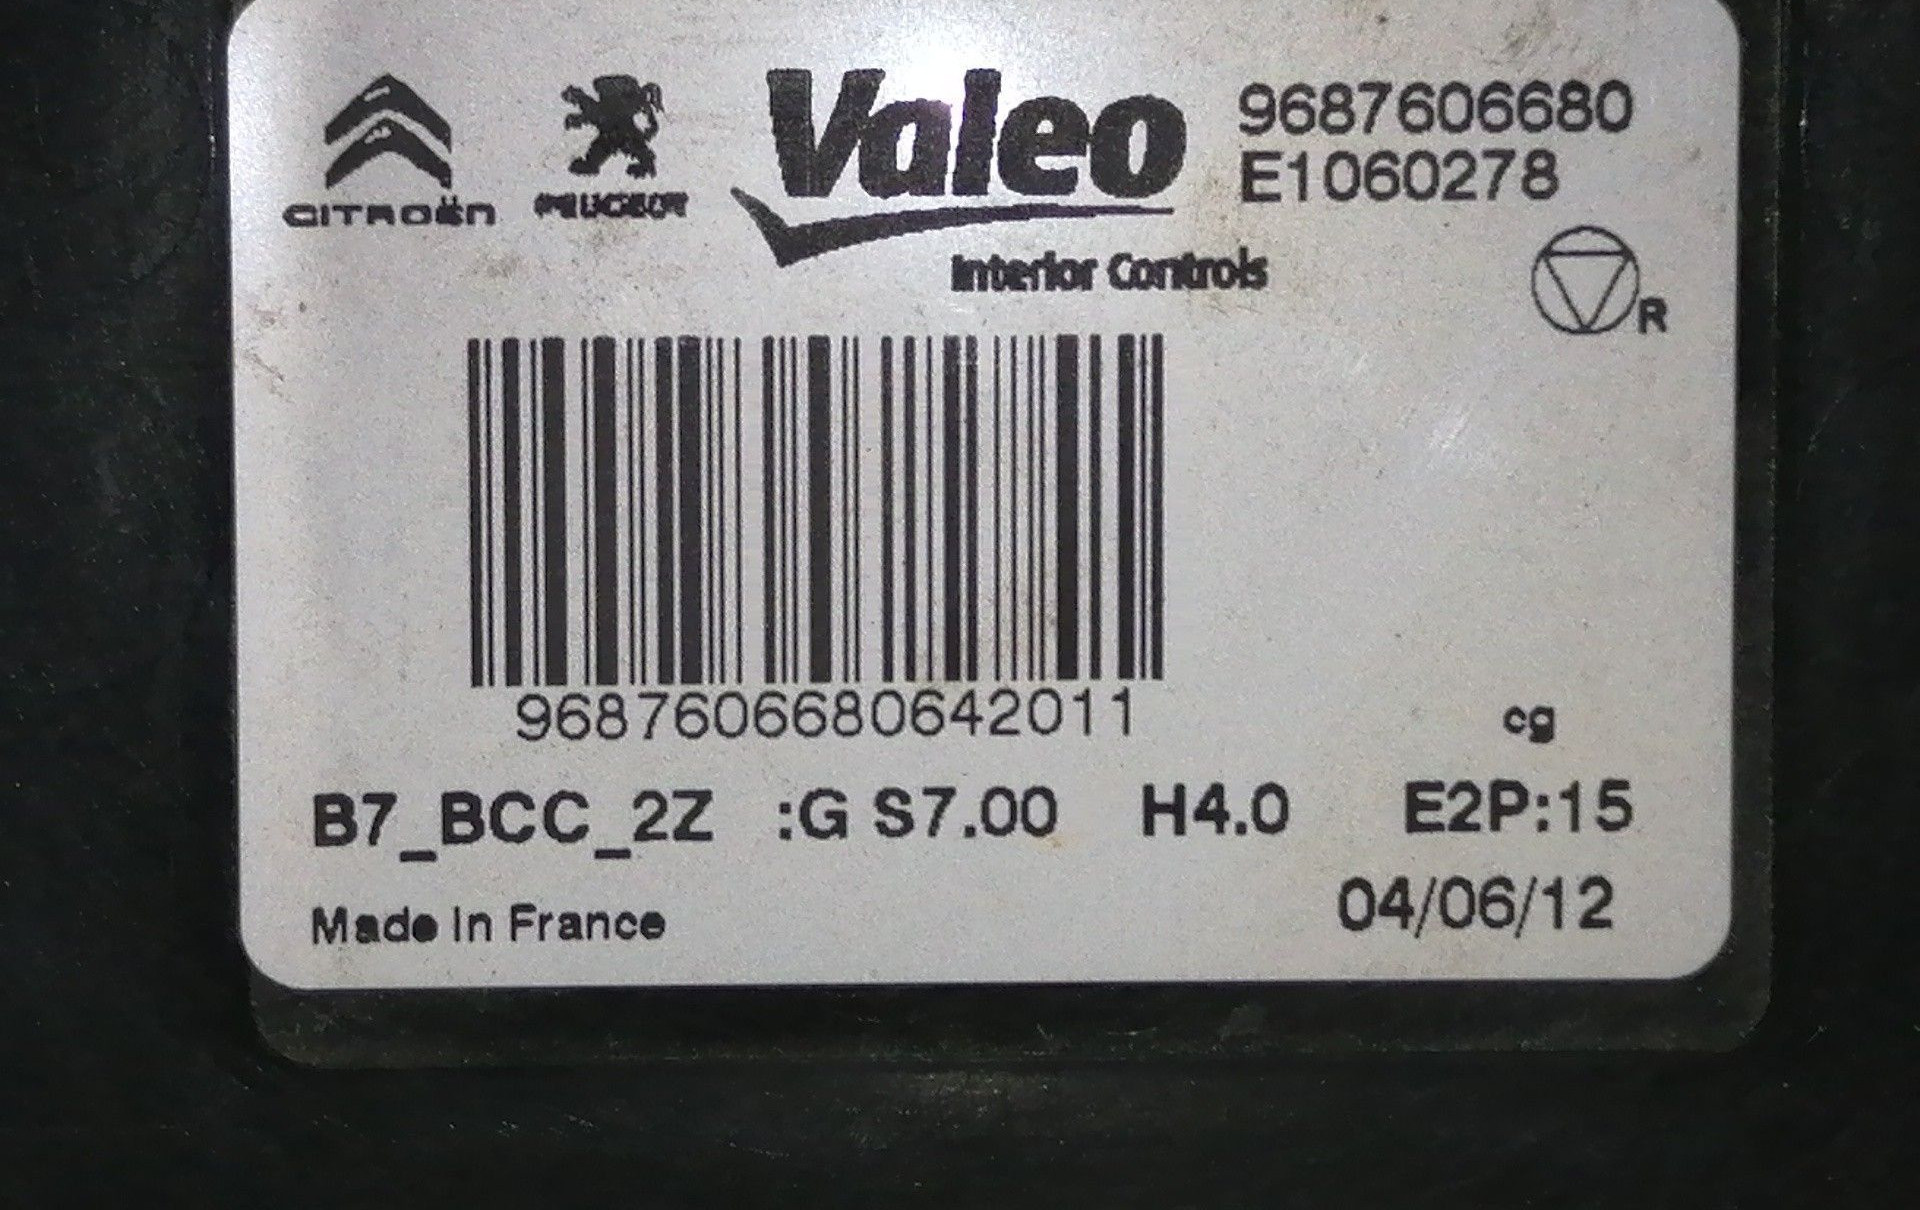 CITROËN PEUGEOT Valeo 9687606680
E1060278
Interior Controls
R
9687606680642011
cg
B7_BCC_2Z :G S7.00 H4.0 E2P:15
Made In France 04/06/12